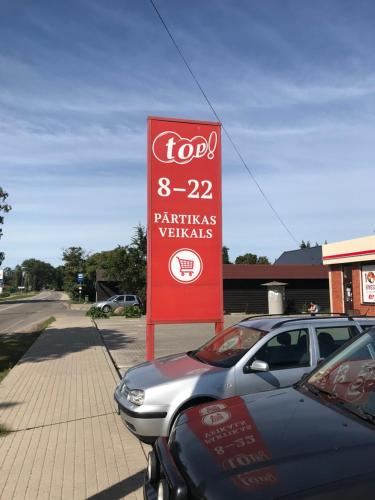 top!
8–22
PĀRTIKAS
VEIKALS